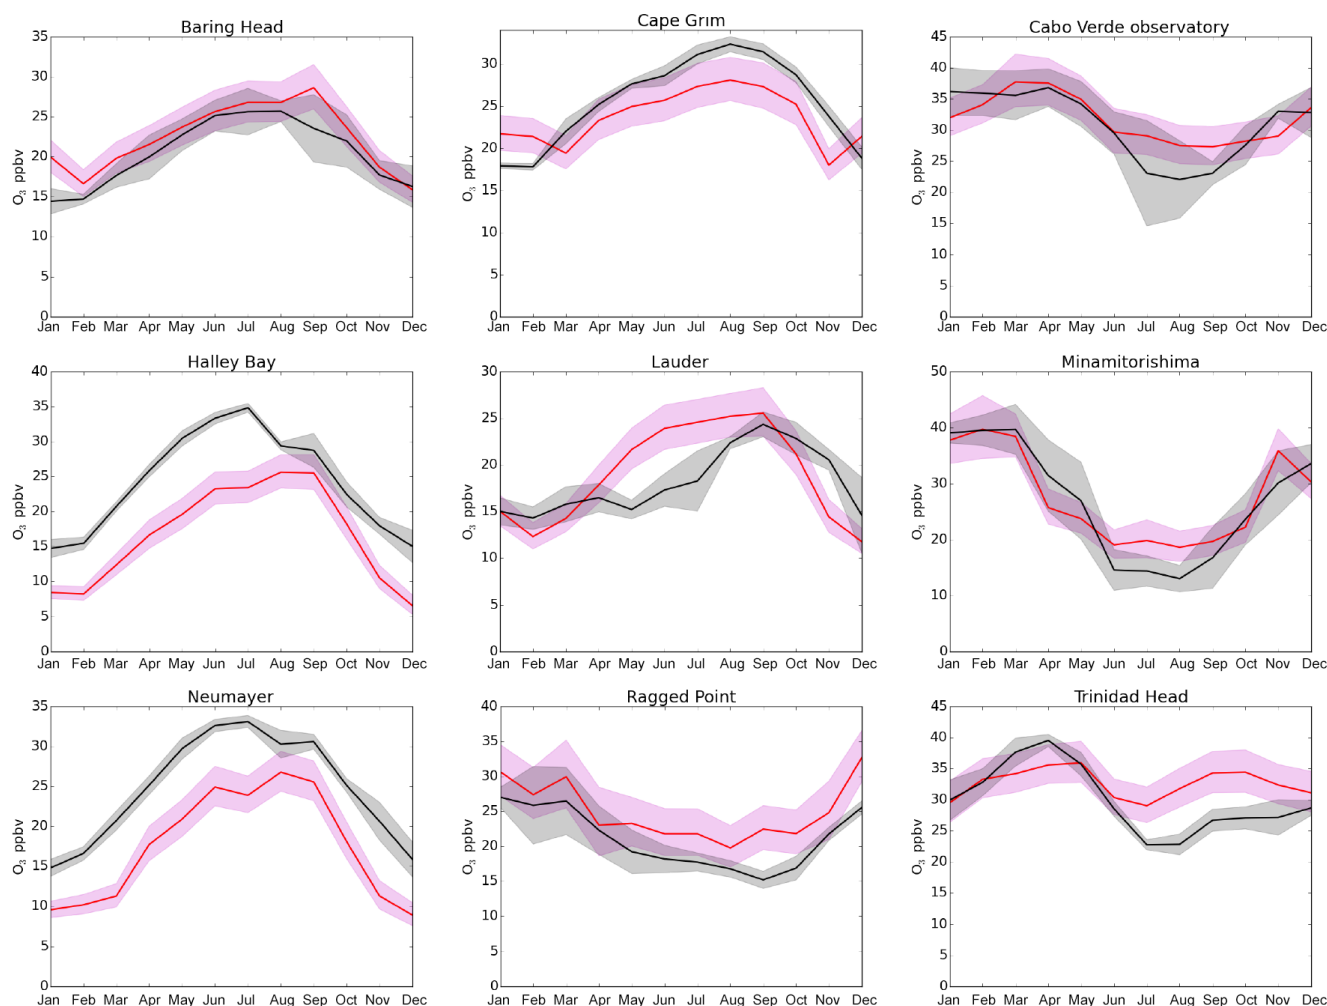 Baring Head
35
30
25
20
15
10
5
0
O₃ ppbv
Jan Feb Mar Apr May Jun Jul Aug Sep Oct Nov Dec
Cape Grim
30
25
20
15
10
5
0
O₃ ppbv
Jan Feb Mar Apr May Jun Jul Aug Sep Oct Nov Dec
Cabo Verde observatory
45
40
35
30
25
20
15
10
5
0
O₃ ppbv
Jan Feb Mar Apr May Jun Jul Aug Sep Oct Nov Dec
Halley Bay
40
35
30
25
20
15
10
5
0
O₃ ppbv
Jan Feb Mar Apr May Jun Jul Aug Sep Oct Nov Dec
Lauder
30
25
20
15
10
5
0
O₃ ppbv
Jan Feb Mar Apr May Jun Jul Aug Sep Oct Nov Dec
Minamitorishima
50
40
30
20
10
0
O₃ ppbv
Jan Feb Mar Apr May Jun Jul Aug Sep Oct Nov Dec
Neumayer
35
30
25
20
15
10
5
0
O₃ ppbv
Jan Feb Mar Apr May Jun Jul Aug Sep Oct Nov Dec
Ragged Point
40
35
30
25
20
15
10
5
0
O₃ ppbv
Jan Feb Mar Apr May Jun Jul Aug Sep Oct Nov Dec
Trinidad Head
45
40
35
30
25
20
15
10
5
0
O₃ ppbv
Jan Feb Mar Apr May Jun Jul Aug Sep Oct Nov Dec